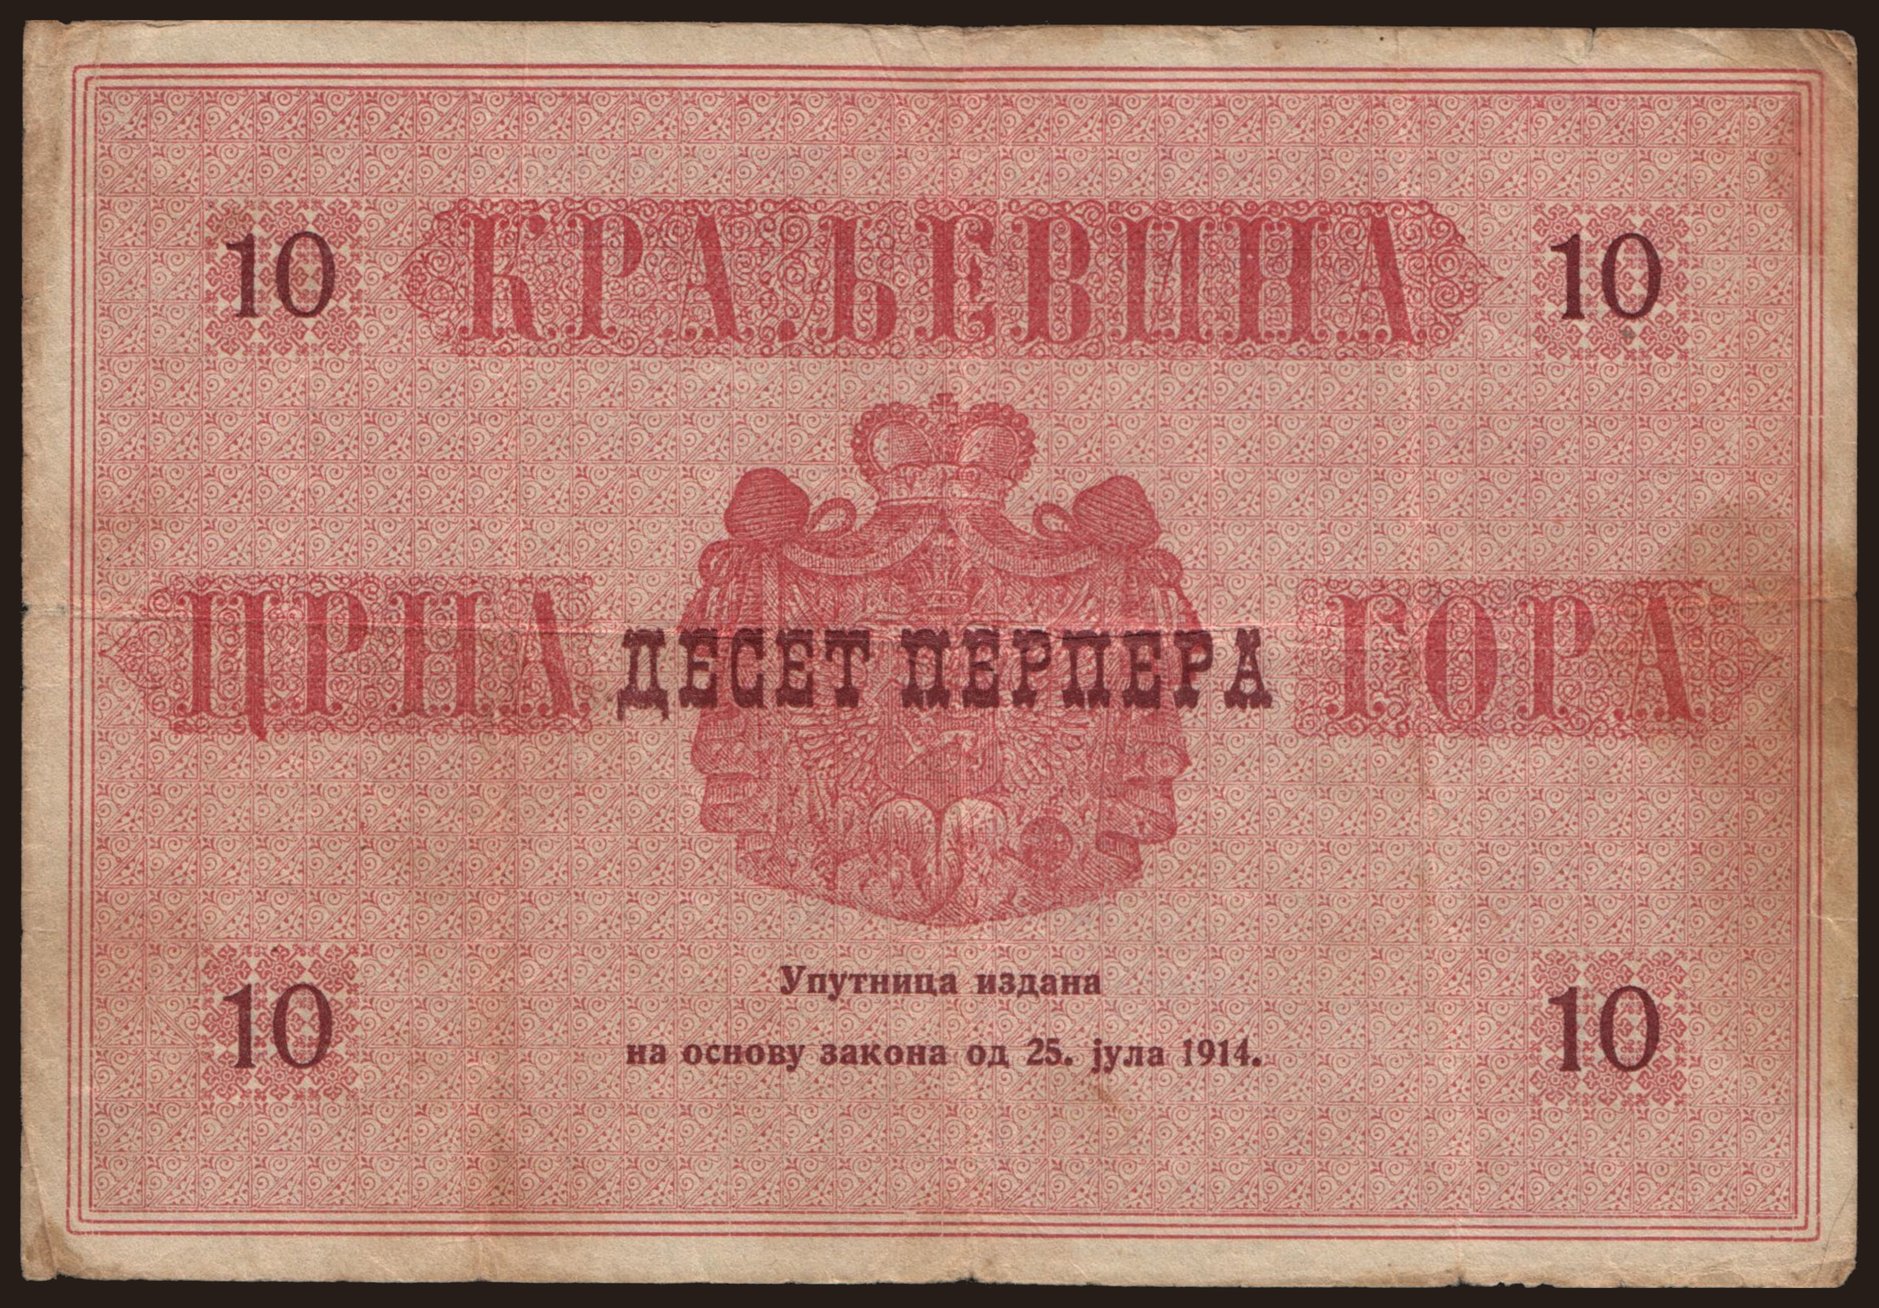 10 КРАЉЕВИНА 10
ЦРНА ДЕСЕТ ПЕРПЕРА ГОРА
Упутница издана
на основу закона од 25. јула 1914.
10 10